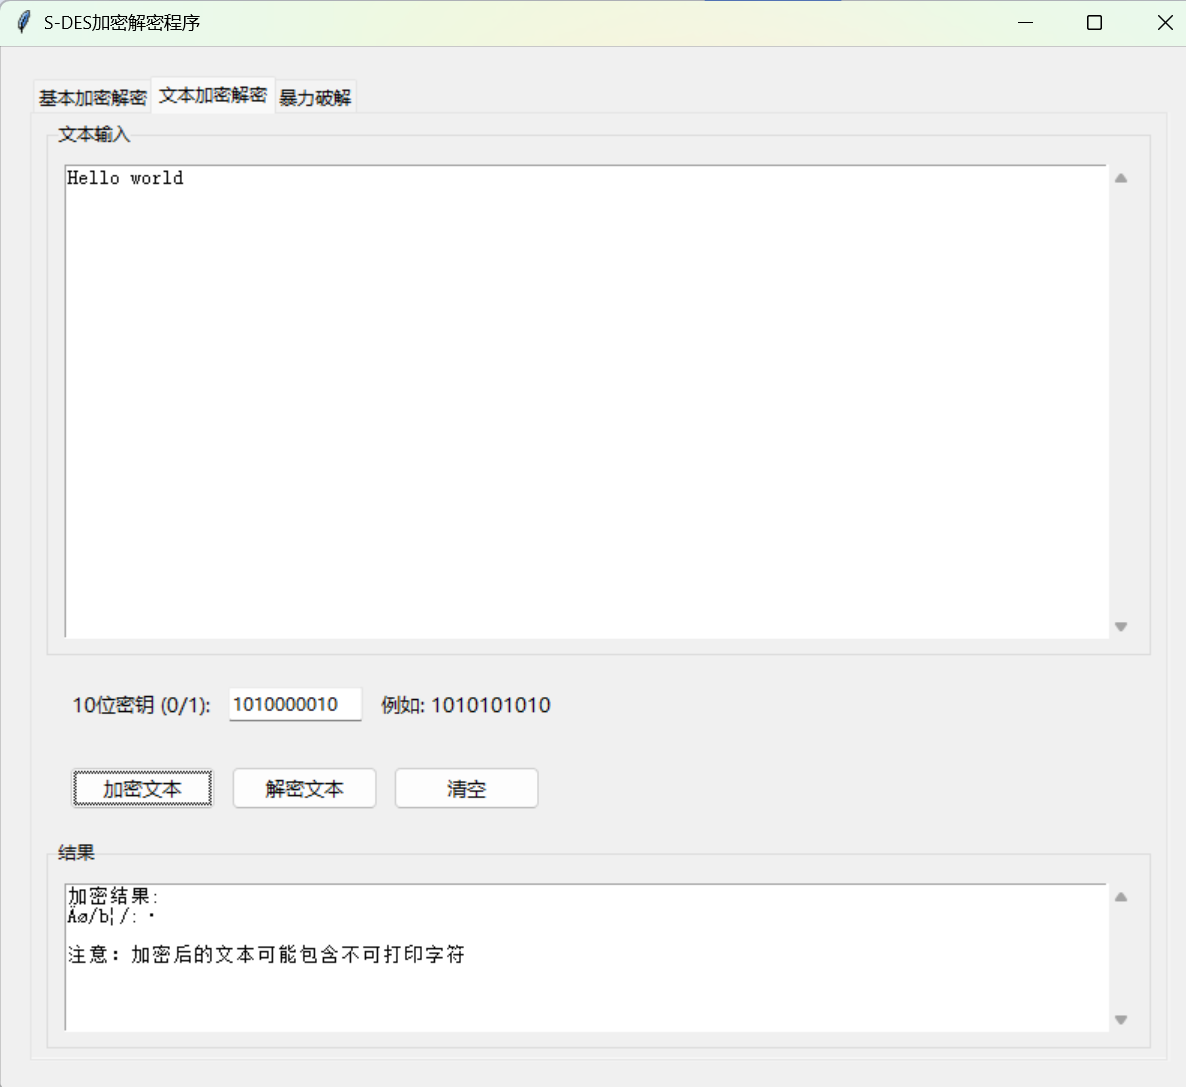 S-DES加密解密程序
基本加密解密 文本加密解密 暴力破解
文本输入
Hello world
10位密钥 (0/1): 1010000010 例如: 1010101010
加密文本 解密文本 清空
结果
加密结果:
Äø/b¦/:·
注意：加密后的文本可能包含不可打印字符